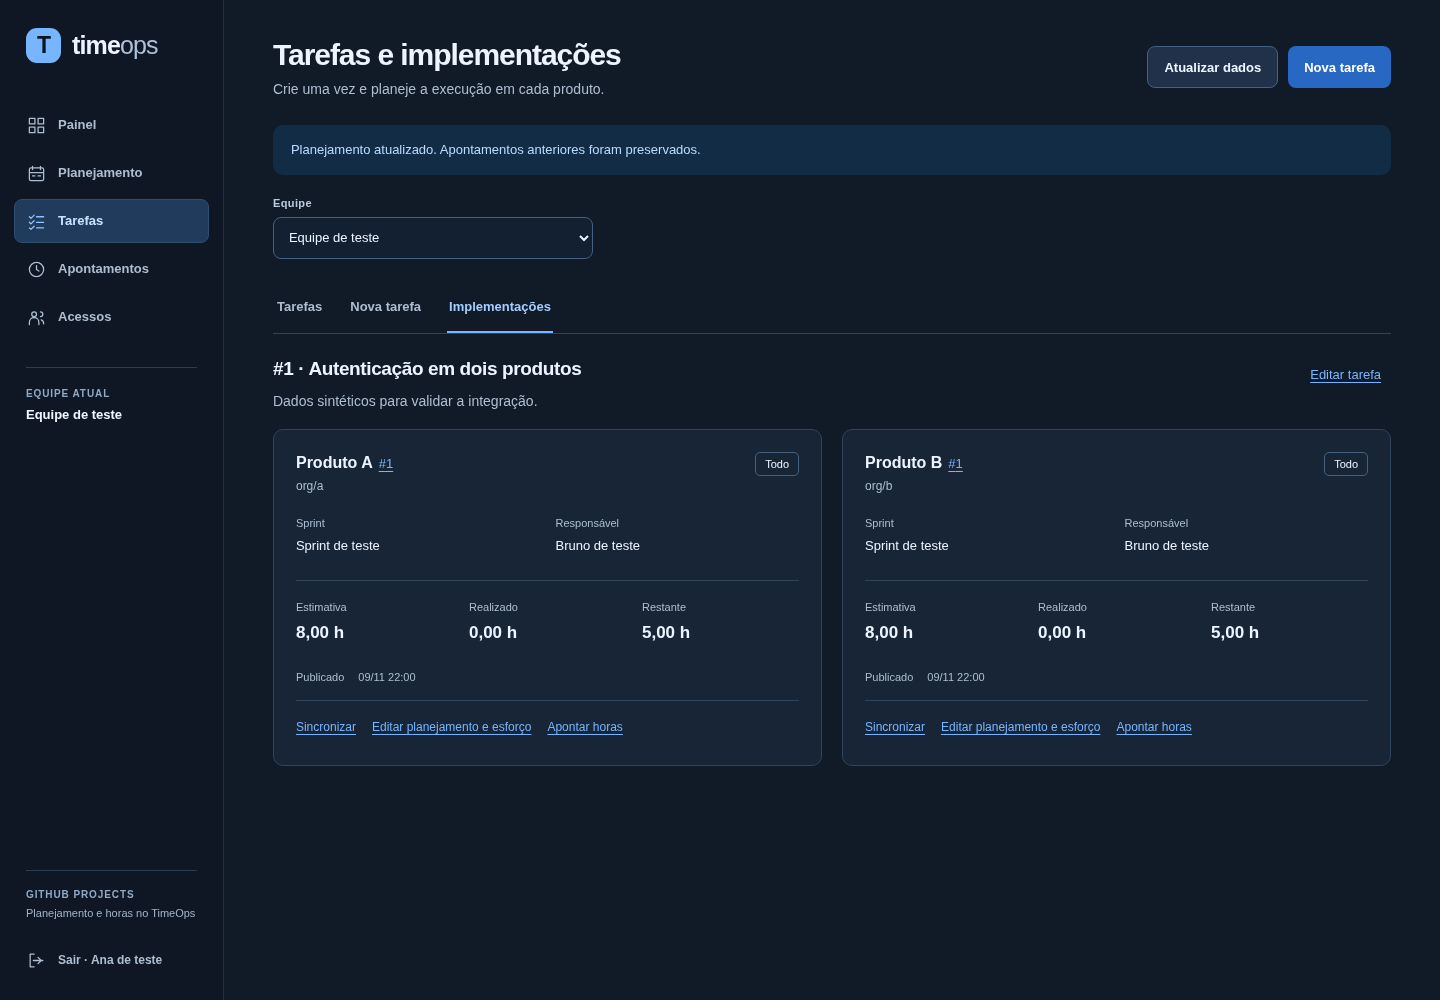 T timeops
Painel
Planejamento
Tarefas
Apontamentos
Acessos
EQUIPE ATUAL
Equipe de teste
GITHUB PROJECTS
Planejamento e horas no TimeOps
Sair · Ana de teste
Tarefas e implementações
Crie uma vez e planeje a execução em cada produto.
Atualizar dados
Nova tarefa
Planejamento atualizado. Apontamentos anteriores foram preservados.
Equipe
Equipe de teste
Tarefas Nova tarefa Implementações
#1 · Autenticação em dois produtos
Dados sintéticos para validar a integração.
Editar tarefa
Produto A #1 Todo
org/a
Sprint Responsável
Sprint de teste Bruno de teste
Estimativa Realizado Restante
8,00 h 0,00 h 5,00 h
Publicado 09/11 22:00
Sincronizar Editar planejamento e esforço Apontar horas
Produto B #1 Todo
org/b
Sprint Responsável
Sprint de teste Bruno de teste
Estimativa Realizado Restante
8,00 h 0,00 h 5,00 h
Publicado 09/11 22:00
Sincronizar Editar planejamento e esforço Apontar horas